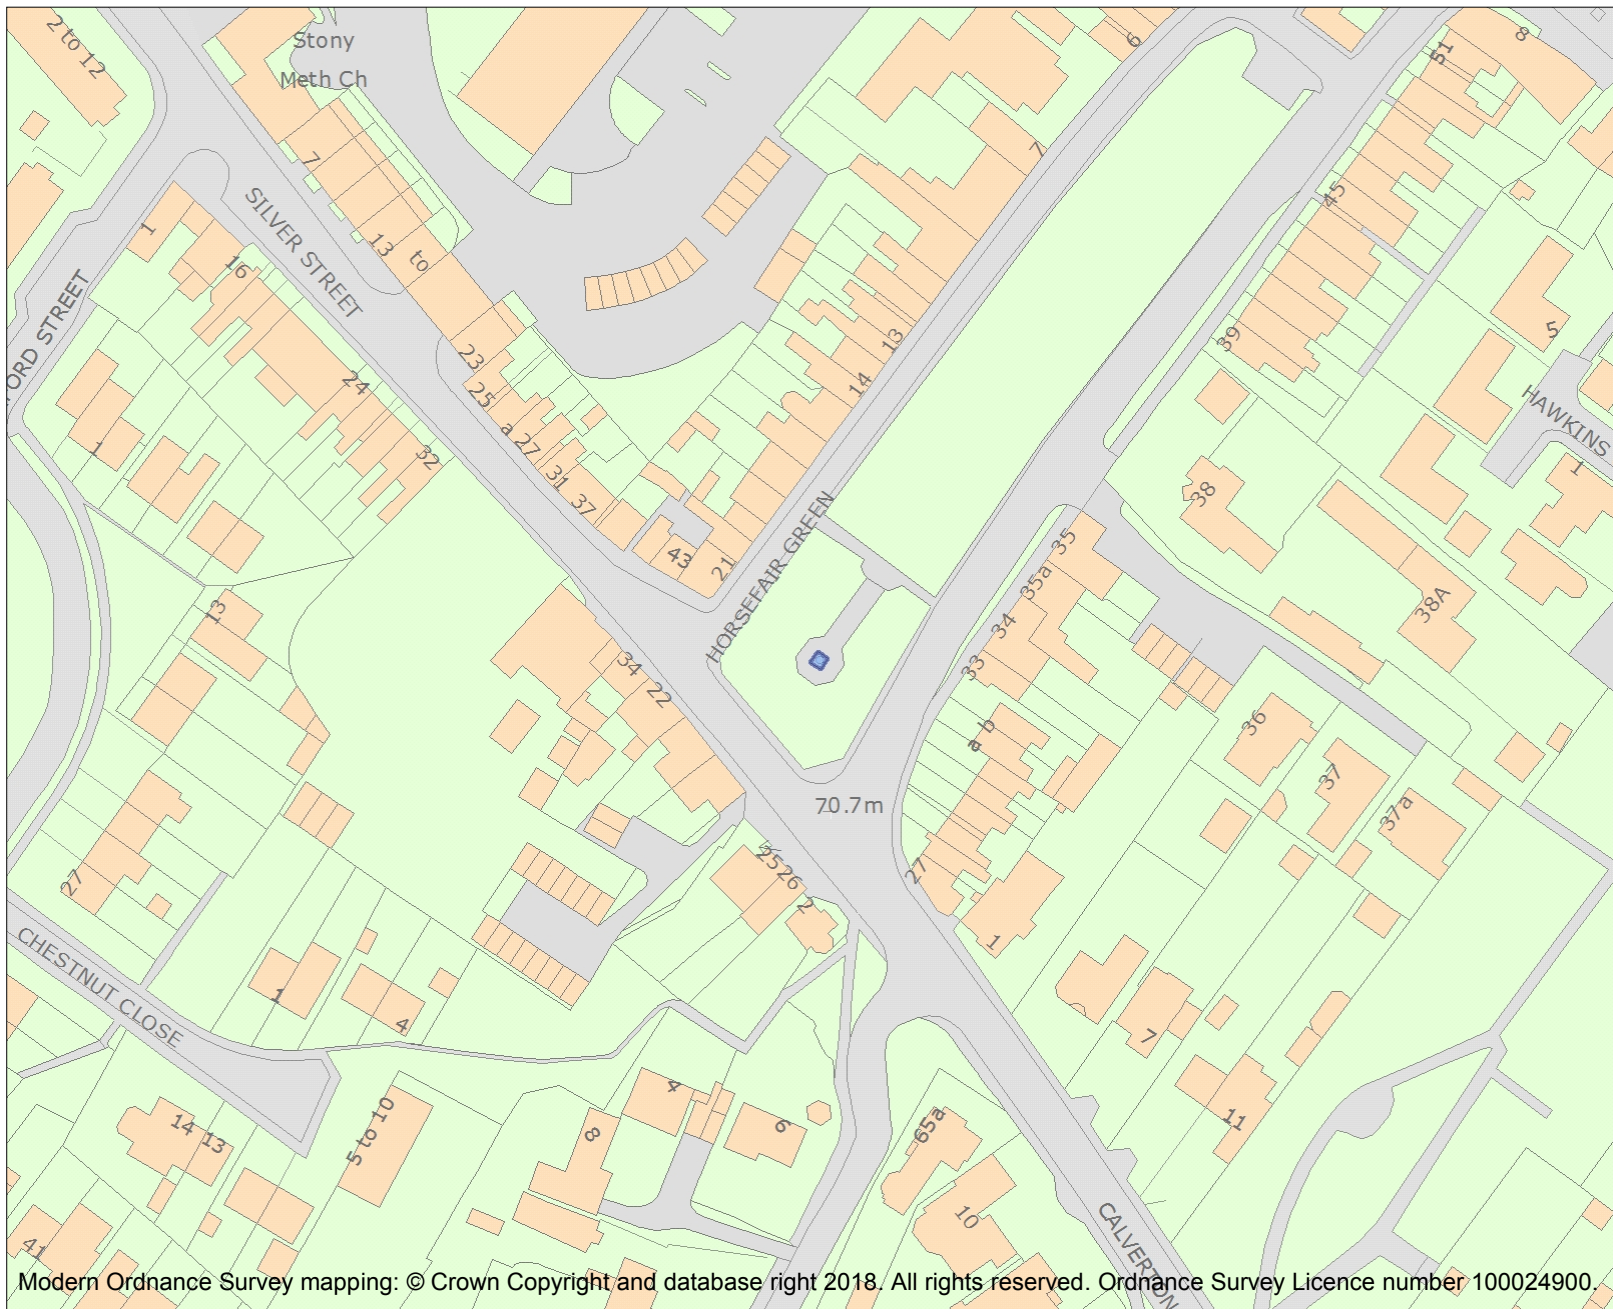 2 to 12
Stony
Meth Ch
6
51
8
7
7
SILVER STREET
1
16
13 to
45
ORD STREET
23
25
a
27
31
37
43
21
13
14
39
5
HAWKINS
1
24
32
1
HORSEFAIR GREEN
38
35
35a
34
33
38A
13
34
22
a b
36
37
37a
70.7m
27
27
2526
2
1
CHESTNUT CLOSE
1
4
7
11
14 13
5 to 10
4
8
6
65a
10
41
CALVERTON
Modern Ordnance Survey mapping: © Crown Copyright and database right 2018. All rights reserved. Ordnance Survey Licence number 100024900.